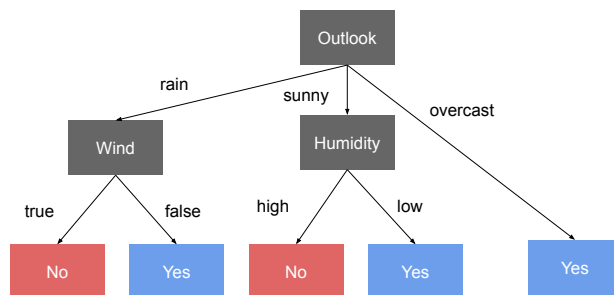 Outlook
rain
sunny
overcast
Wind
Humidity
true
false
high
low
No
Yes
No
Yes
Yes